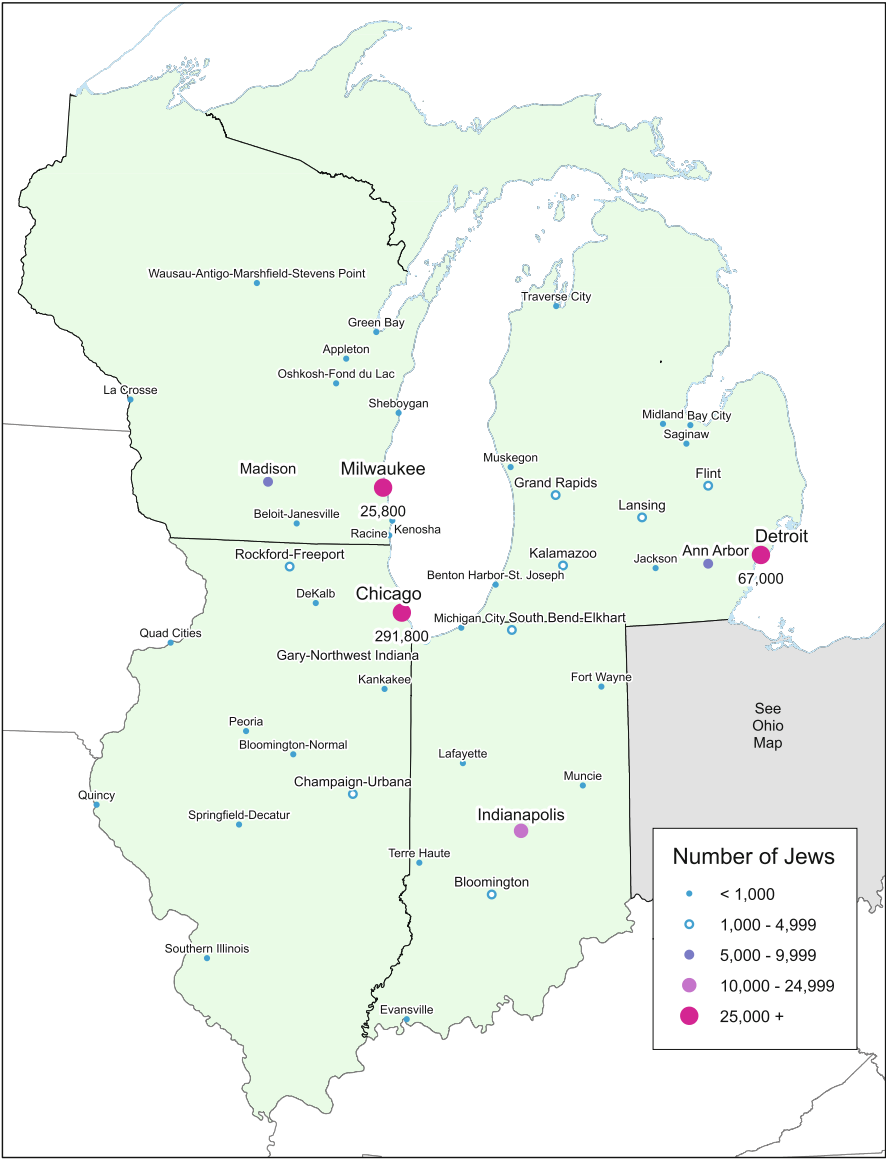 Wausau-Antigo-Marshfield-Stevens Point
Traverse City
Green Bay
Appleton
Oshkosh-Fond du Lac
La Crosse
Sheboygan
Midland Bay City
Saginaw
Muskegon
Madison
Milwaukee
25,800
Grand Rapids
Flint
Lansing
Beloit-Janesville
Racine
Kenosha
Detroit
67,000
Ann Arbor
Jackson
Kalamazoo
Rockford-Freeport
Benton Harbor-St. Joseph
DeKalb
Chicago
291,800
Michigan City
South Bend-Elkhart
Quad Cities
Gary-Northwest Indiana
Kankakee
Fort Wayne
See
Ohio
Map
Peoria
Bloomington-Normal
Lafayette
Muncie
Champaign-Urbana
Quincy
Springfield-Decatur
Indianapolis
Terre Haute
Bloomington
Southern Illinois
Evansville
Number of Jews
< 1,000
1,000 - 4,999
5,000 - 9,999
10,000 - 24,999
25,000 +